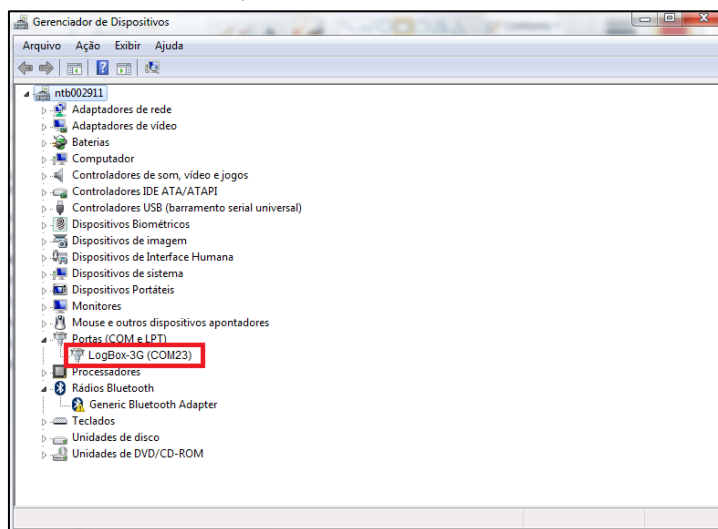 Gerenciador de Dispositivos
Arquivo Ação Exibir Ajuda
ntb002911
Adaptadores de rede
Adaptadores de vídeo
Baterias
Computador
Controladores de som, vídeo e jogos
Controladores IDE ATA/ATAPI
Controladores USB (barramento serial universal)
Dispositivos Biométricos
Dispositivos de imagem
Dispositivos de Interface Humana
Dispositivos de sistema
Dispositivos Portáteis
Monitores
Mouse e outros dispositivos apontadores
Portas (COM e LPT)
LogBox-3G (COM23)
Processadores
Rádios Bluetooth
Generic Bluetooth Adapter
Teclados
Unidades de disco
Unidades de DVD/CD-ROM